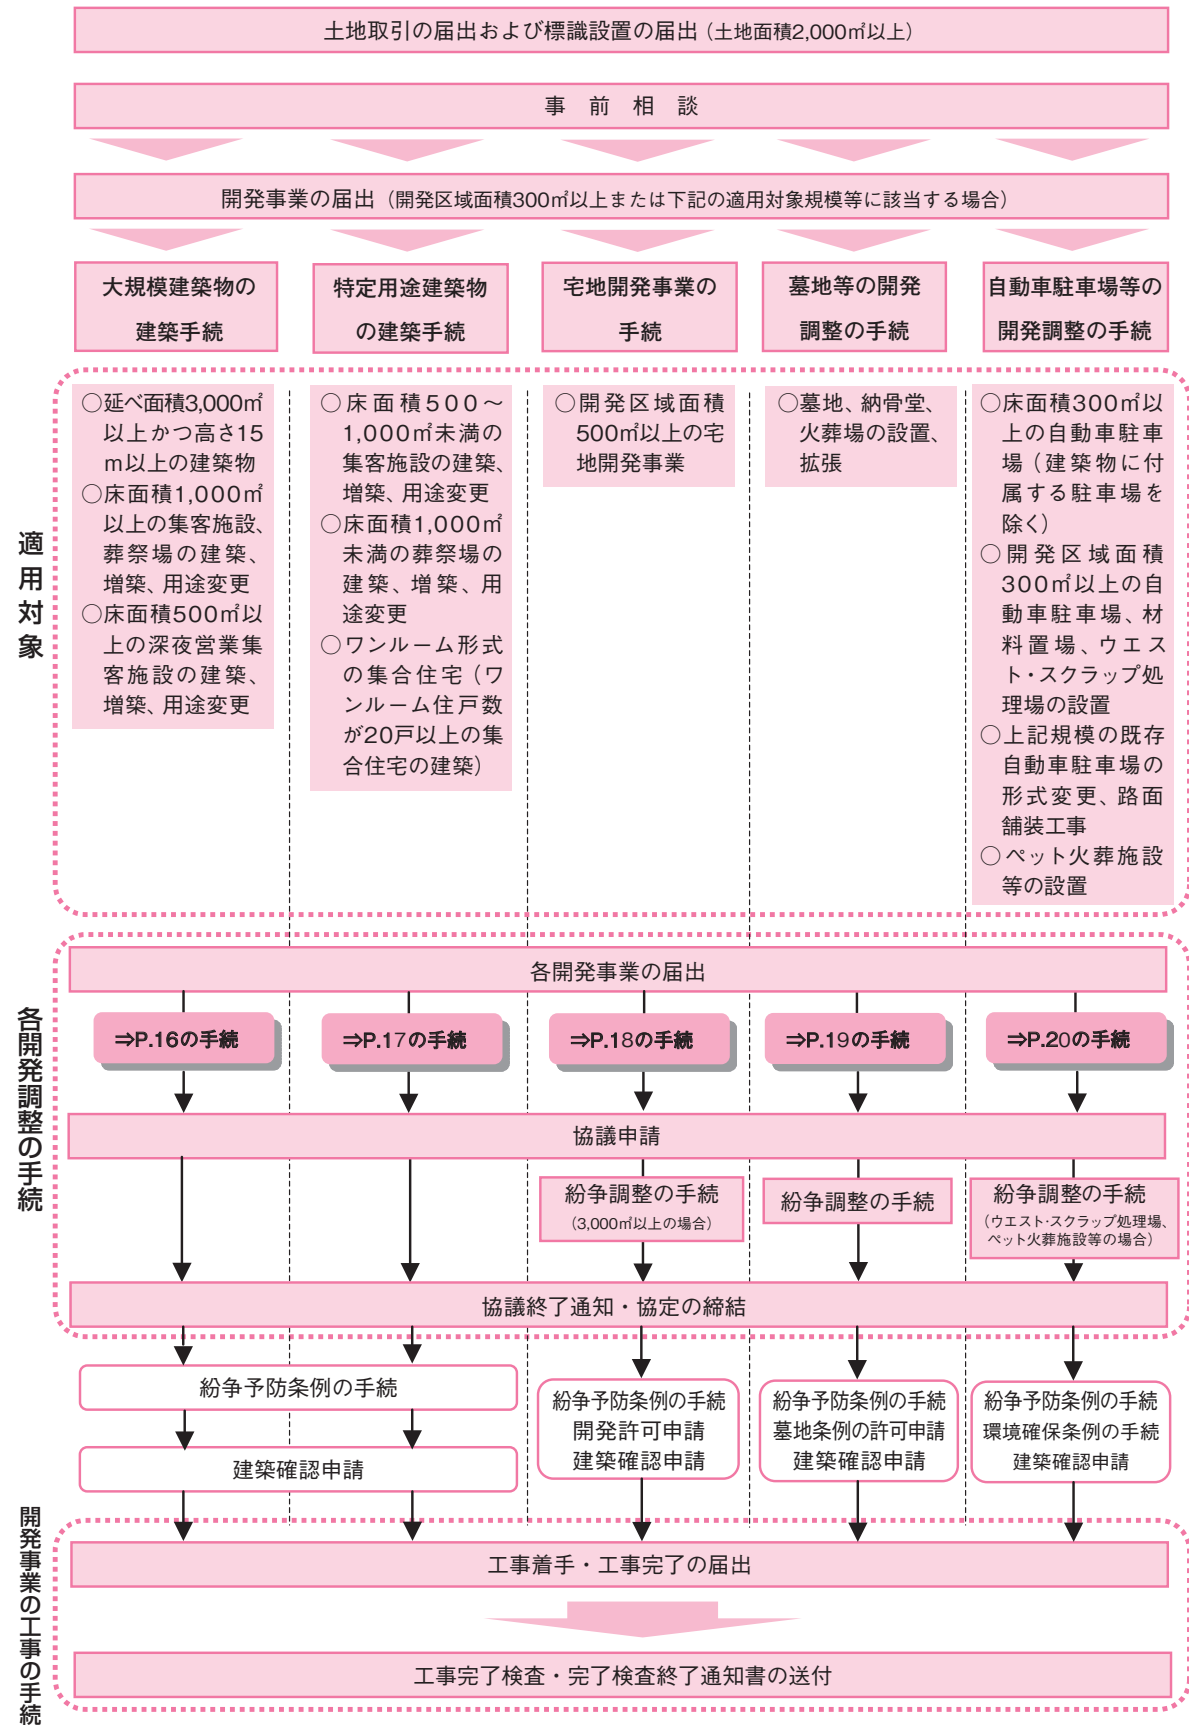 土地取引の届出および標識設置の届出（土地面積2,000㎡以上）
事　前　相　談
開発事業の届出（開発区域面積300㎡以上または下記の適用対象規模等に該当する場合）
大規模建築物の
建築手続
特定用途建築物
の建築手続
宅地開発事業の
手続
墓地等の開発
調整の手続
自動車駐車場等の
開発調整の手続
適用対象
○延べ面積3,000㎡
以上かつ高さ15
m以上の建築物
○床面積1,000㎡
以上の集客施設、
葬祭場の建築、
増築、用途変更
○床面積500㎡以
上の深夜営業集
客施設の建築、
増築、用途変更
○床面積500～
1,000㎡未満の
集客施設の建築、
増築、用途変更
○床面積1,000㎡
未満の葬祭場の
建築、増築、用
途変更
○ワンルーム形式
の集合住宅（ワ
ンルーム住戸数
が20戸以上の集
合住宅の建築）
○開発区域面積
500㎡以上の宅
地開発事業
○墓地、納骨堂、
火葬場の設置、
拡張
○床面積300㎡以
上の自動車駐車
場（建築物に付
属する駐車場を
除く）
○開発区域面積
300㎡以上の自
動車駐車場、材
料置場、ウエス
ト・スクラップ処
理場の設置
○上記規模の既存
自動車駐車場の
形式変更、路面
舗装工事
○ペット火葬施設
等の設置
各開発調整の手続
各開発事業の届出
⇒P.16の手続
⇒P.17の手続
⇒P.18の手続
⇒P.19の手続
⇒P.20の手続
協議申請
紛争調整の手続
（3,000㎡以上の場合）
紛争調整の手続
紛争調整の手続
（ウエスト・スクラップ処理場、
ペット火葬施設等の場合）
協議終了通知・協定の締結
紛争予防条例の手続
建築確認申請
紛争予防条例の手続
開発許可申請
建築確認申請
紛争予防条例の手続
墓地条例の許可申請
建築確認申請
紛争予防条例の手続
環境確保条例の手続
建築確認申請
開発事業の工事の手続
工事着手・工事完了の届出
工事完了検査・完了検査終了通知書の送付